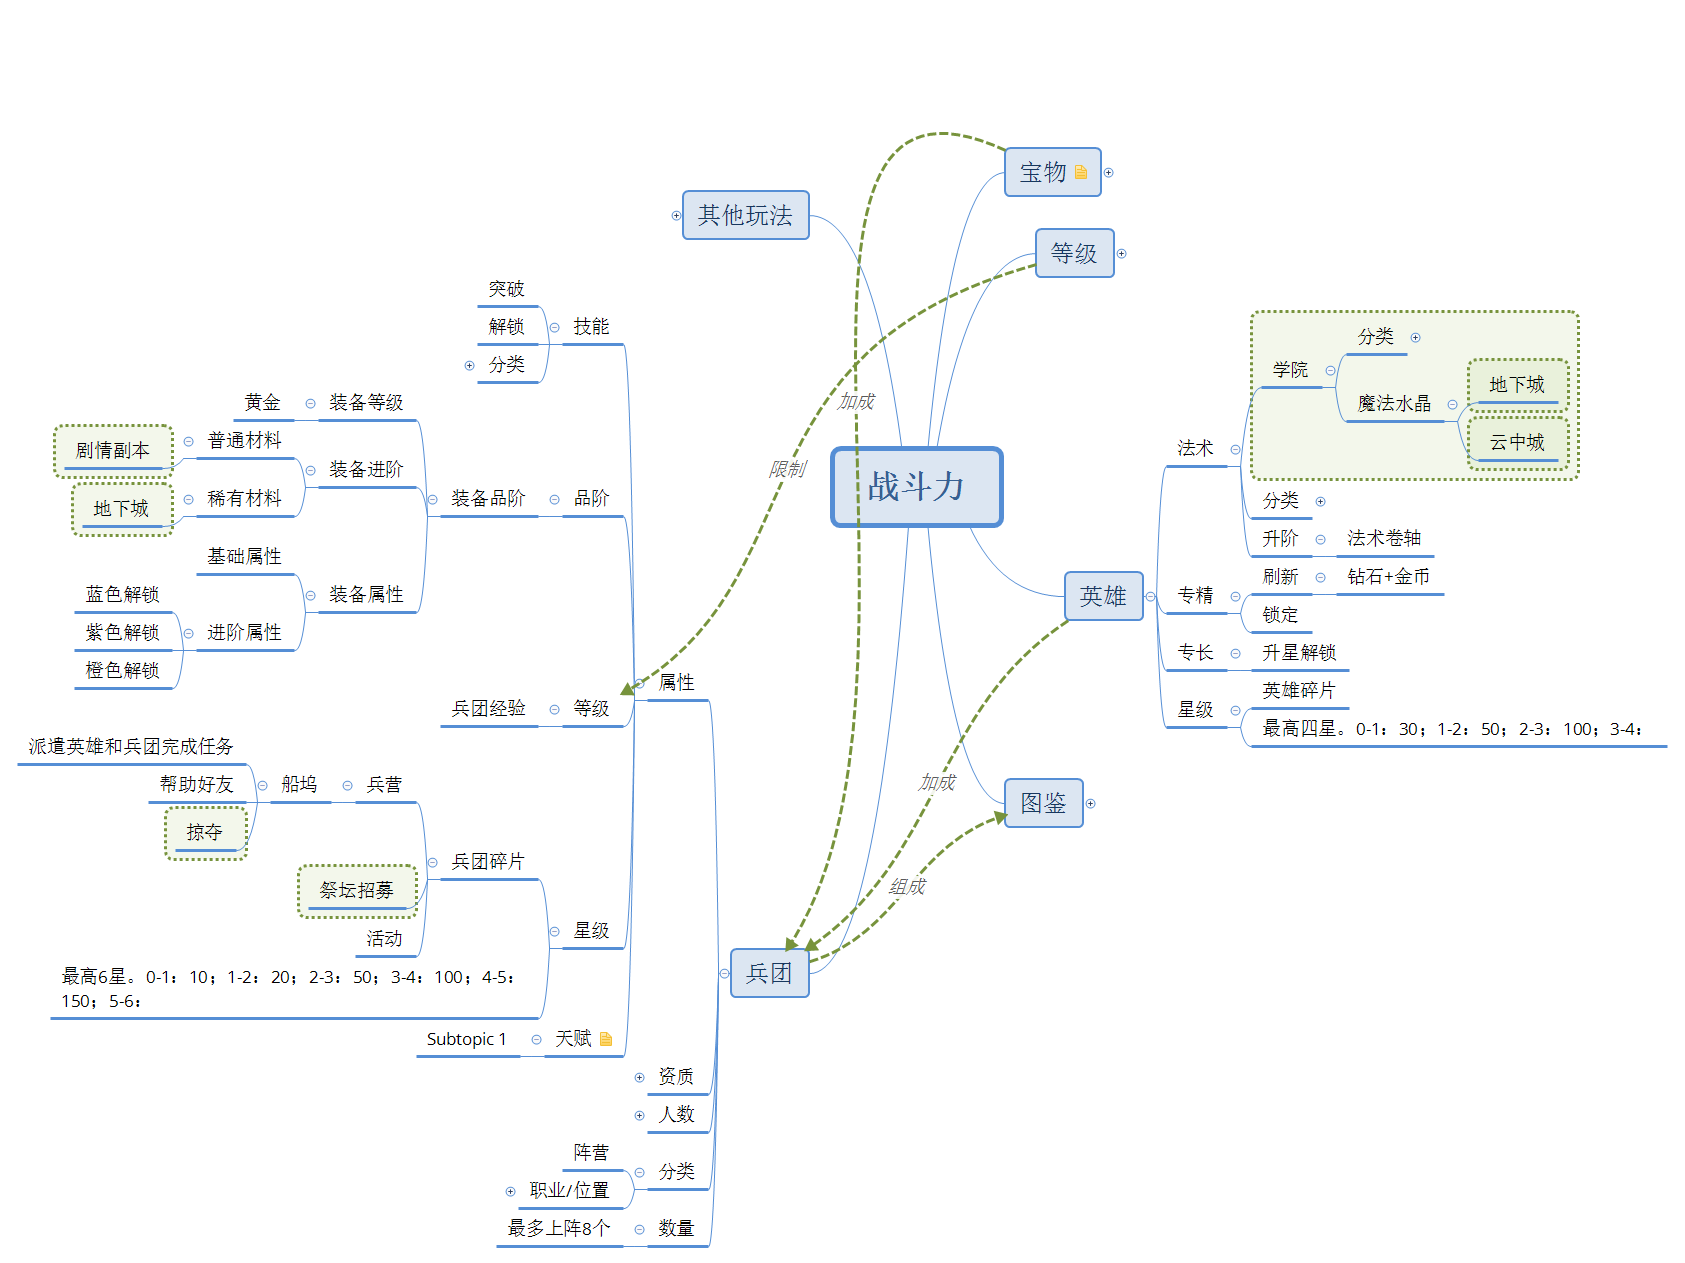 战斗力
宝物
等级
其他玩法
英雄
图鉴
兵团
加成
限制
加成
组成
法术
学院
分类
魔法水晶
地下城
云中城
分类
升阶
法术卷轴
专精
刷新
钻石+金币
锁定
专长
升星解锁
星级
英雄碎片
最高四星。0-1：30；1-2：50；2-3：100；3-4：
属性
技能
突破
解锁
分类
品阶
装备品阶
装备等级
黄金
装备进阶
普通材料
剧情副本
稀有材料
地下城
装备属性
基础属性
进阶属性
蓝色解锁
紫色解锁
橙色解锁
等级
兵团经验
星级
兵团碎片
兵营
船坞
派遣英雄和兵团完成任务
帮助好友
掠夺
祭坛招募
活动
最高6星。0-1：10；1-2：20；2-3：50；3-4：100；4-5：
150；5-6：
天赋
Subtopic 1
资质
人数
分类
阵营
职业/位置
数量
最多上阵8个